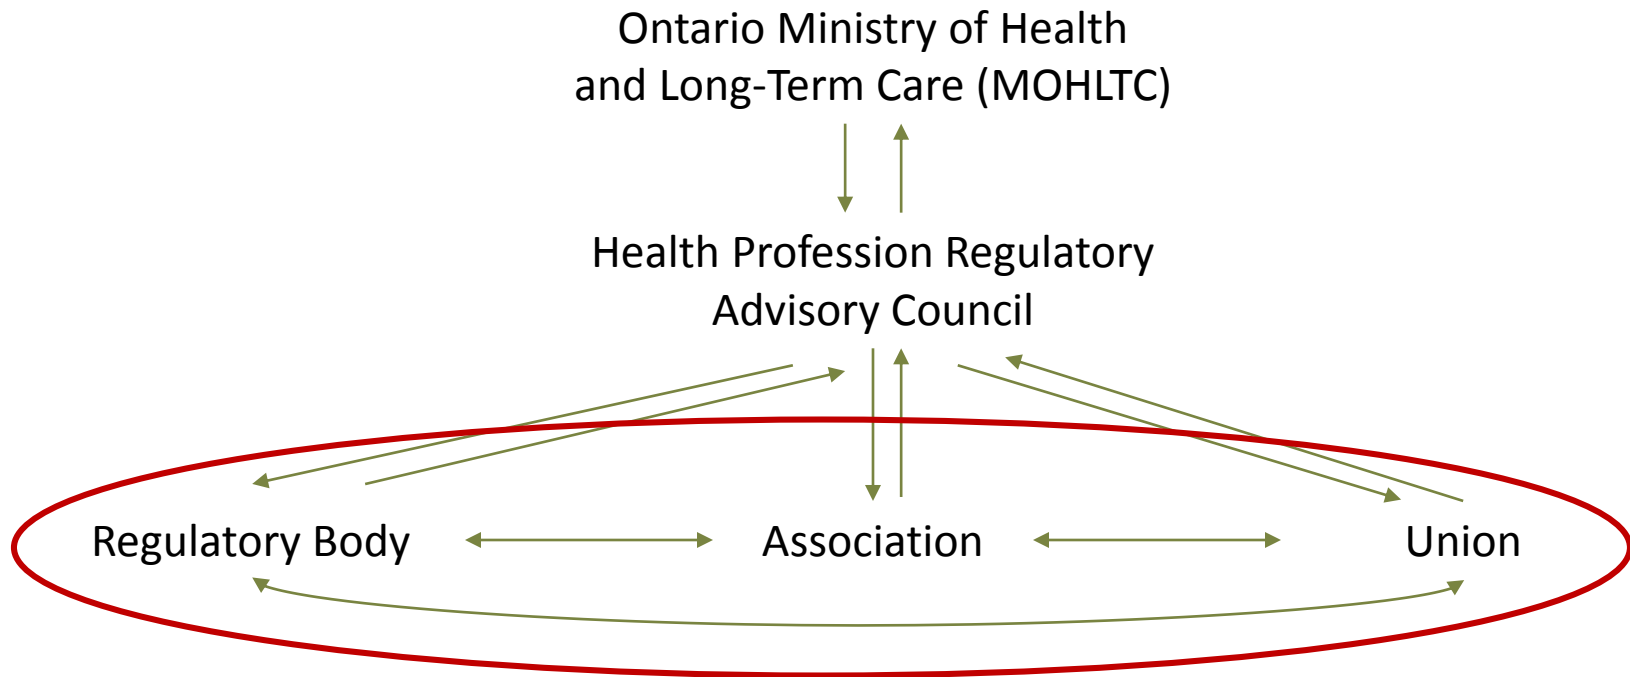 Ontario Ministry of Health
and Long-Term Care (MOHLTC)
Health Profession Regulatory
Advisory Council
Regulatory Body
Association
Union